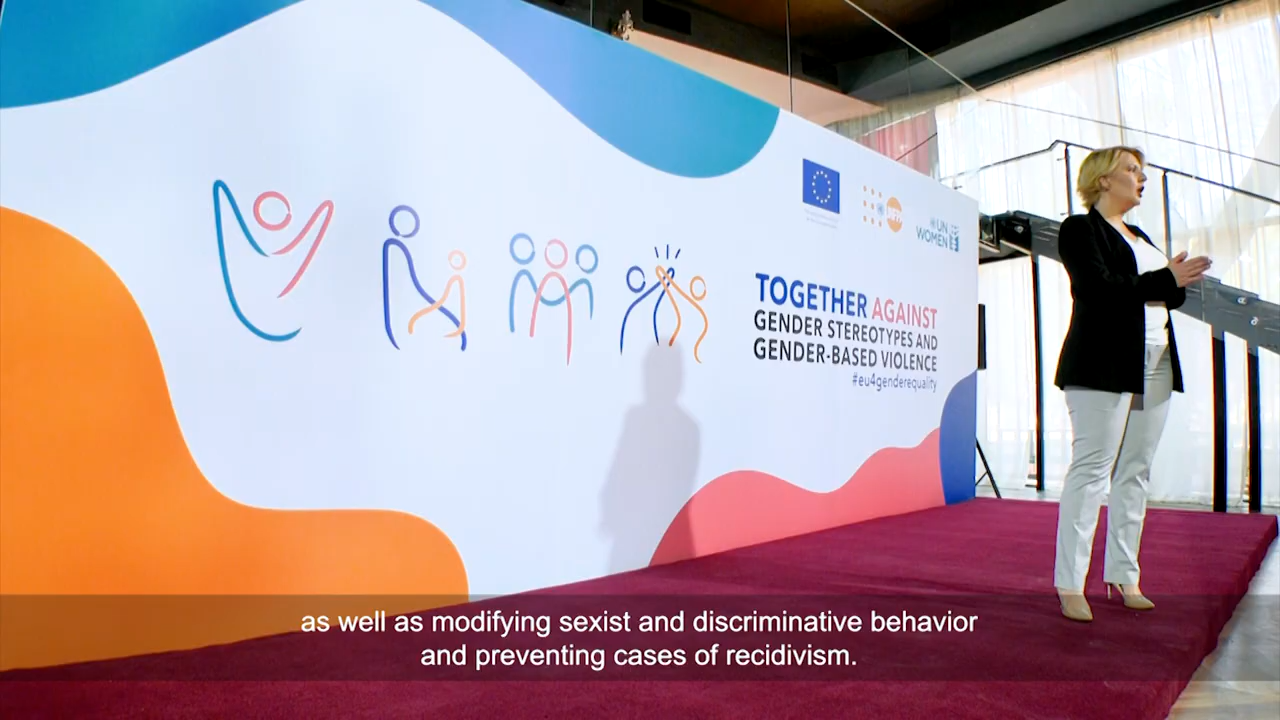 UNFPA
UN
WOMEN
TOGETHER AGAINST
GENDER STEREOTYPES AND
GENDER-BASED VIOLENCE
#eu4genderequality
as well as modifying sexist and discriminative behavior
and preventing cases of recidivism.